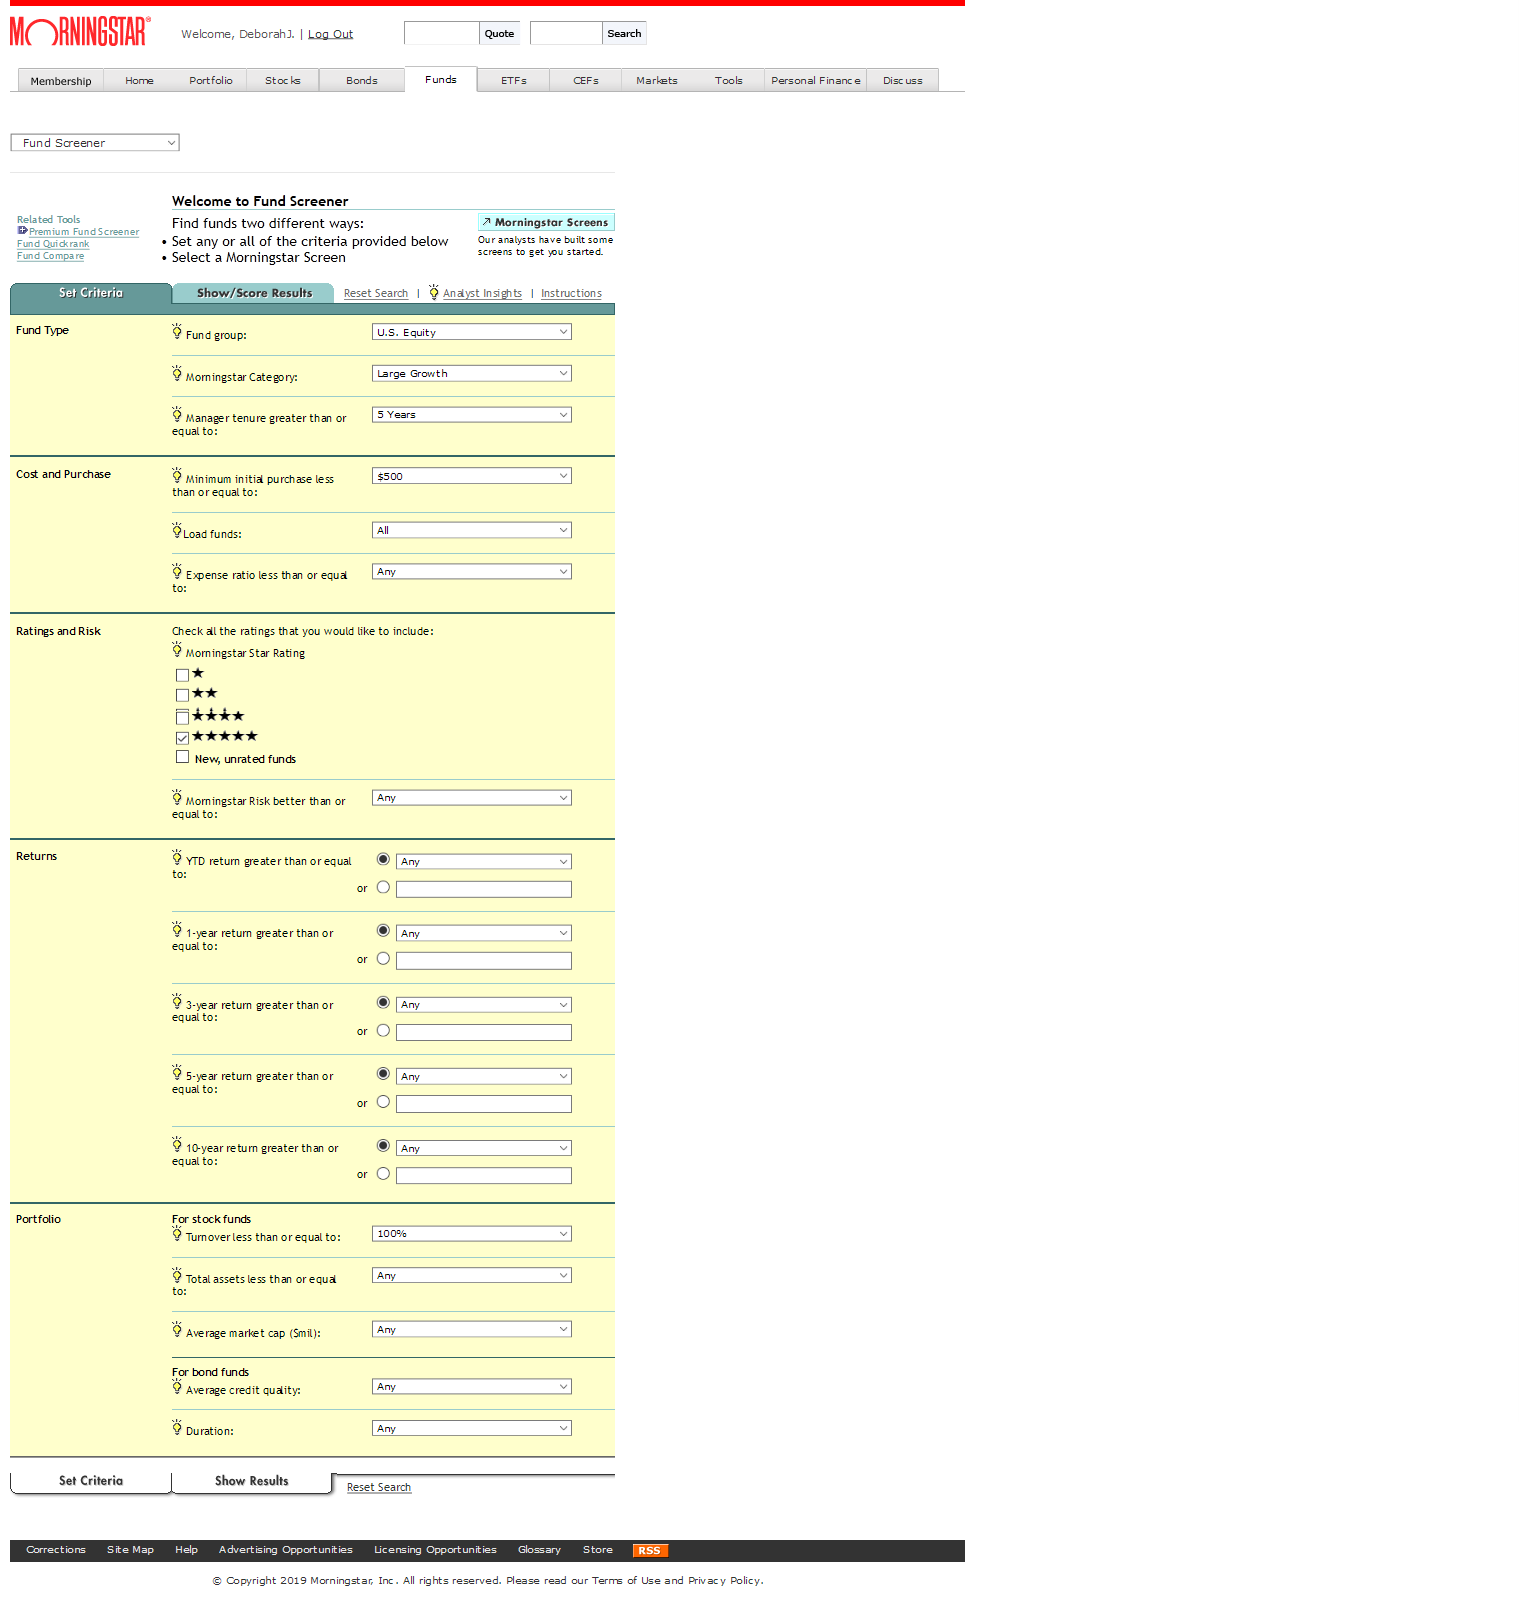 MORNINGSTAR®
Welcome, DeborahJ. | Log Out
Quote
Search
Membership Home Portfolio Stocks Bonds Funds ETFs CEFs Markets Tools Personal Finance Discuss
Fund Screener
Welcome to Fund Screener
Related Tools
Premium Fund Screener
Fund Quickrank
Fund Compare
Find funds two different ways:
• Set any or all of the criteria provided below
• Select a Morningstar Screen
Morningstar Screens
Our analysts have built some
screens to get you started.
Set Criteria Show/Score Results Reset Search | Analyst Insights | Instructions
Fund Type
Fund group: U.S. Equity
Morningstar Category: Large Growth
Manager tenure greater than or 5 Years
equal to:
Cost and Purchase
Minimum initial purchase less $500
than or equal to:
Load funds: All
Expense ratio less than or equal Any
to:
Ratings and Risk
Check all the ratings that you would like to include:
Morningstar Star Rating
New, unrated funds
Morningstar Risk better than or Any
equal to:
Returns
YTD return greater than or equal Any
to:
or
1-year return greater than or Any
equal to:
or
3-year return greater than or Any
equal to:
or
5-year return greater than or Any
equal to:
or
10-year return greater than or Any
equal to:
or
Portfolio
For stock funds
Turnover less than or equal to: 100%
Total assets less than or equal Any
to:
Average market cap ($mil): Any
For bond funds
Average credit quality: Any
Duration: Any
Set Criteria Show Results Reset Search
Corrections Site Map Help Advertising Opportunities Licensing Opportunities Glossary Store RSS
© Copyright 2019 Morningstar, Inc. All rights reserved. Please read our Terms of Use and Privacy Policy.